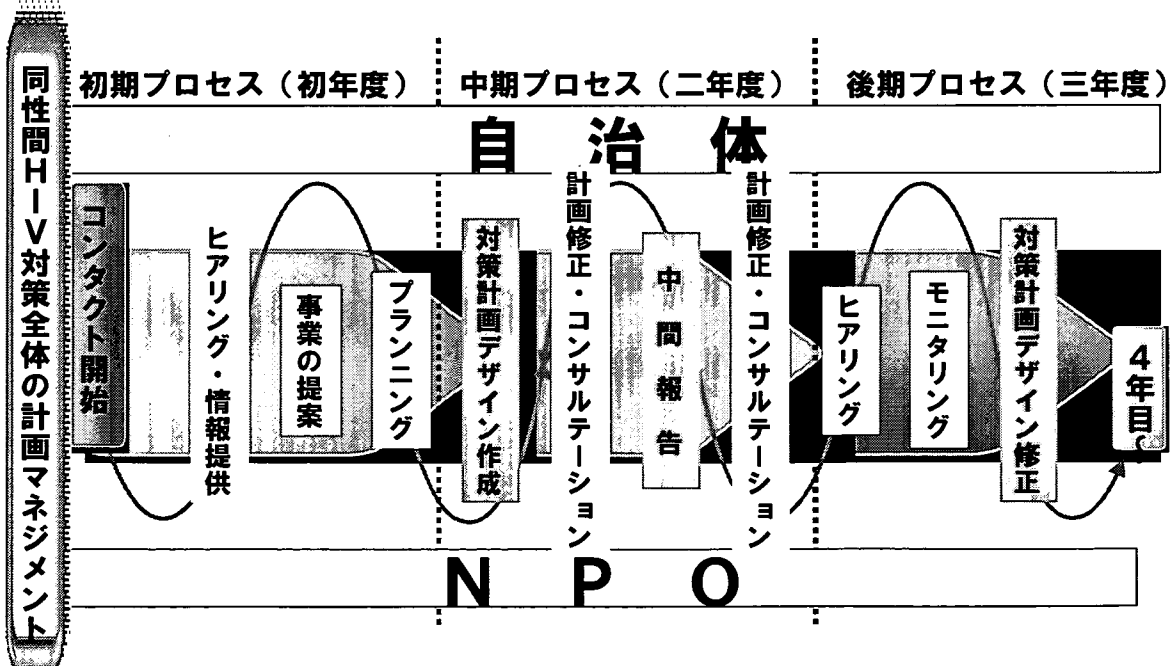 同性間HIV対策全体の計画マネジメント
初期プロセス（初年度）
中期プロセス（二年度）
後期プロセス（三年度）
自治体
コンタクト開始
ヒアリング・情報提供
事業の提案
プランニング
対策計画デザイン作成
計画修正・コンサルテーション
中間報告
計画修正・コンサルテーション
ヒアリング
モニタリング
対策計画デザイン修正
４年目～
NPO